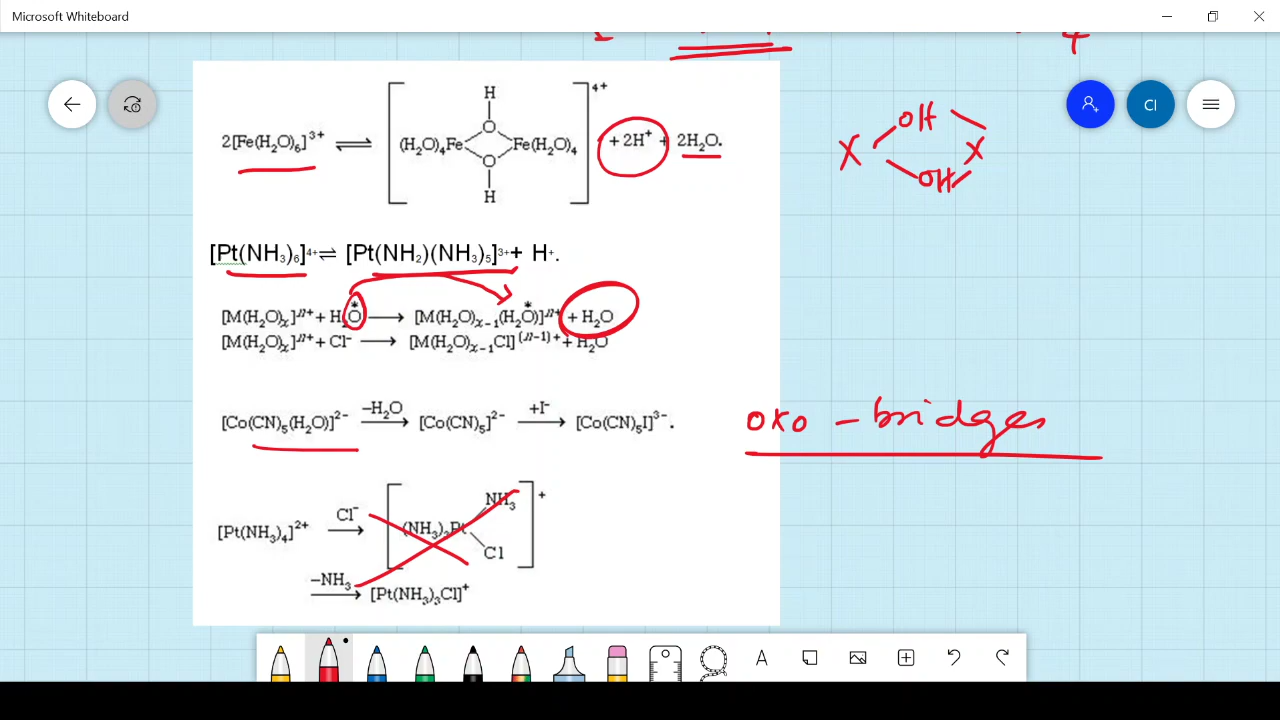 Microsoft Whiteboard
2[Fe(H₂O)₆]³⁺ ⇌ [(H₂O)₄Fe(OH)(OH)Fe(H₂O)₄]⁴⁺ + 2H⁺ + 2H₂O.
X OH OH X
[Pt(NH₃)₆]⁴⁺ ⇌ [Pt(NH₂)(NH₃)₅]³⁺ + H⁺.
[M(H₂O)ₓ]ⁿ⁺ + H₂O* ⟶ [M(H₂O)ₓ₋₁(H₂O*)]ⁿ⁺ + H₂O
[M(H₂O)ₓ]ⁿ⁺ + Cl⁻ ⟶ [M(H₂O)ₓ₋₁Cl]⁽ⁿ⁻¹⁾⁺ + H₂O
[Co(CN)₅(H₂O)]²⁻ –H₂O ⟶ [Co(CN)₅]²⁻ +I⁻ ⟶ [Co(CN)₅I]³⁻.
oxo - bridges
[Pt(NH₃)₄]²⁺ Cl⁻ ⟶ [(NH₃)₃Pt NH₃ Cl]⁺
–NH₃ ⟶ [Pt(NH₃)₃Cl]⁺
CI
A